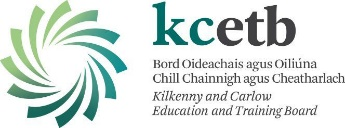 kcetb
Bord Oideachais agus Oiliúna
Chill Chainnigh agus Cheatharlach
Kilkenny and Carlow
Education and Training Board